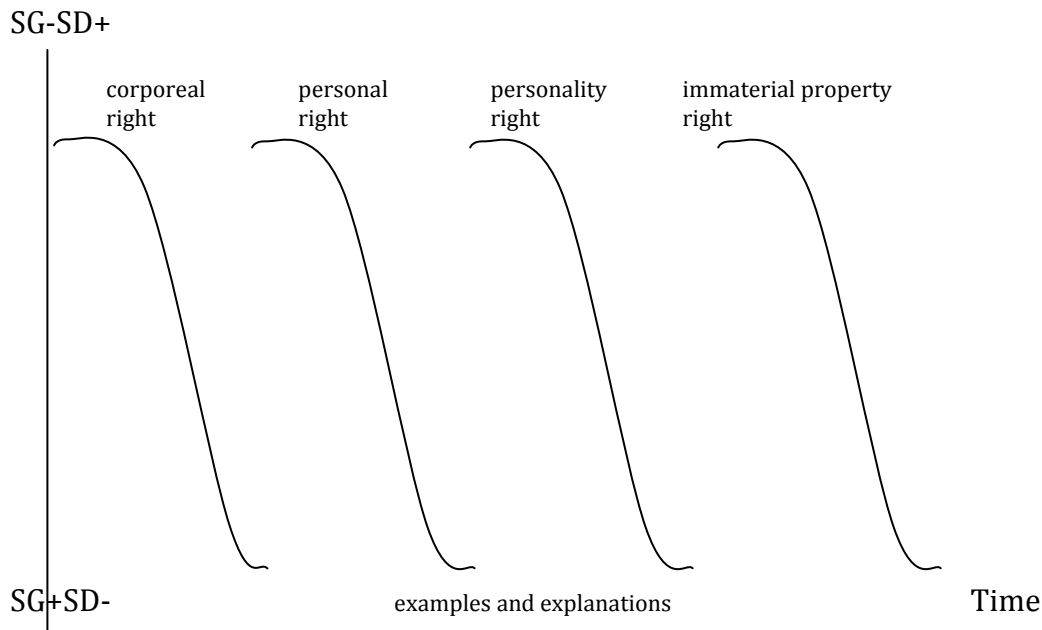 SG-SD+
corporeal
right
personal
right
personality
right
immaterial property
right
SG+SD-
examples and explanations
Time